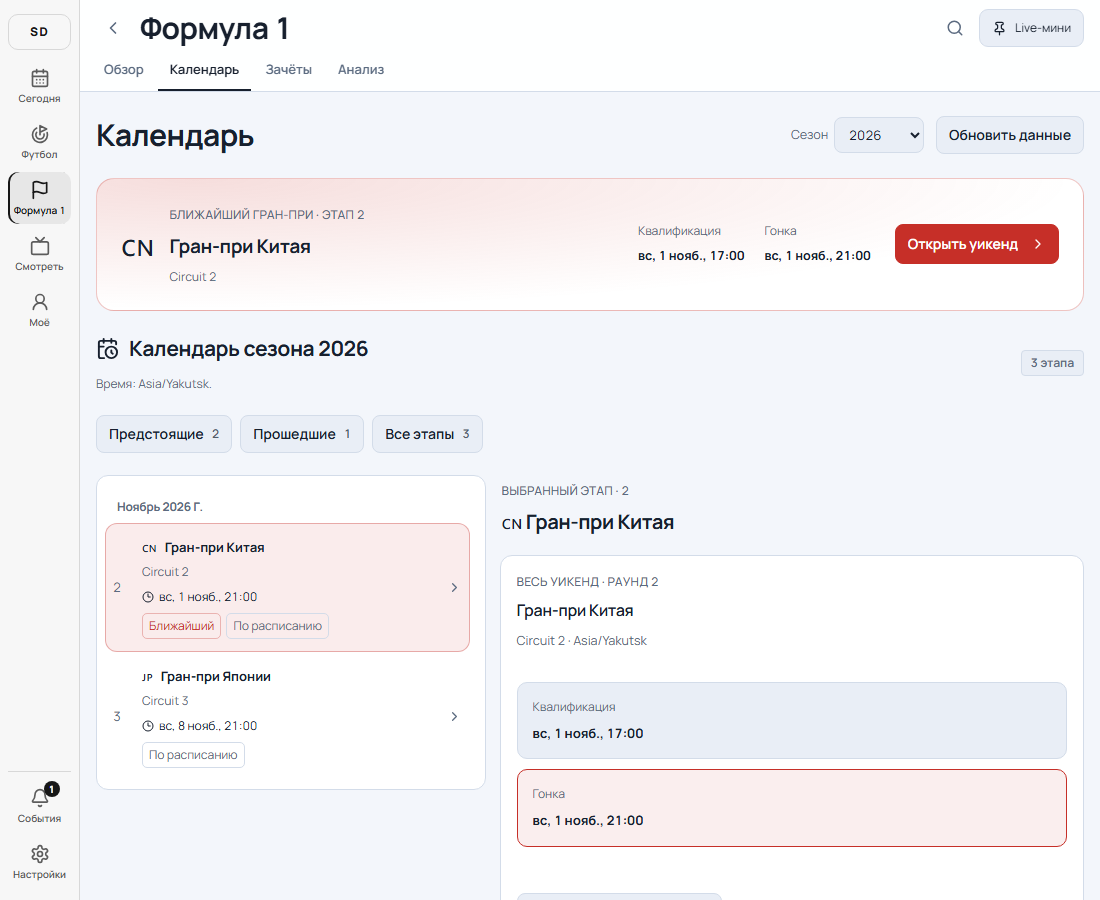 SD
Сегодня
Футбол
Формула 1
Смотреть
Моё
1
События
Настройки
Формула 1
Live-мини
Обзор
Календарь
Зачёты
Анализ
Календарь
Сезон
2026
Обновить данные
БЛИЖАЙШИЙ ГРАН-ПРИ · ЭТАП 2
CN
Гран-при Китая
Circuit 2
Квалификация
вс, 1 нояб., 17:00
Гонка
вс, 1 нояб., 21:00
Открыть уикенд
Календарь сезона 2026
Время: Asia/Yakutsk.
3 этапа
Предстоящие 2
Прошедшие 1
Все этапы 3
Ноябрь 2026 Г.
2
CN Гран-при Китая
Circuit 2
вс, 1 нояб., 21:00
Ближайший
По расписанию
3
JP Гран-при Японии
Circuit 3
вс, 8 нояб., 21:00
По расписанию
ВЫБРАННЫЙ ЭТАП · 2
CN Гран-при Китая
ВЕСЬ УИКЕНД · РАУНД 2
Гран-при Китая
Circuit 2 · Asia/Yakutsk
Квалификация
вс, 1 нояб., 17:00
Гонка
вс, 1 нояб., 21:00